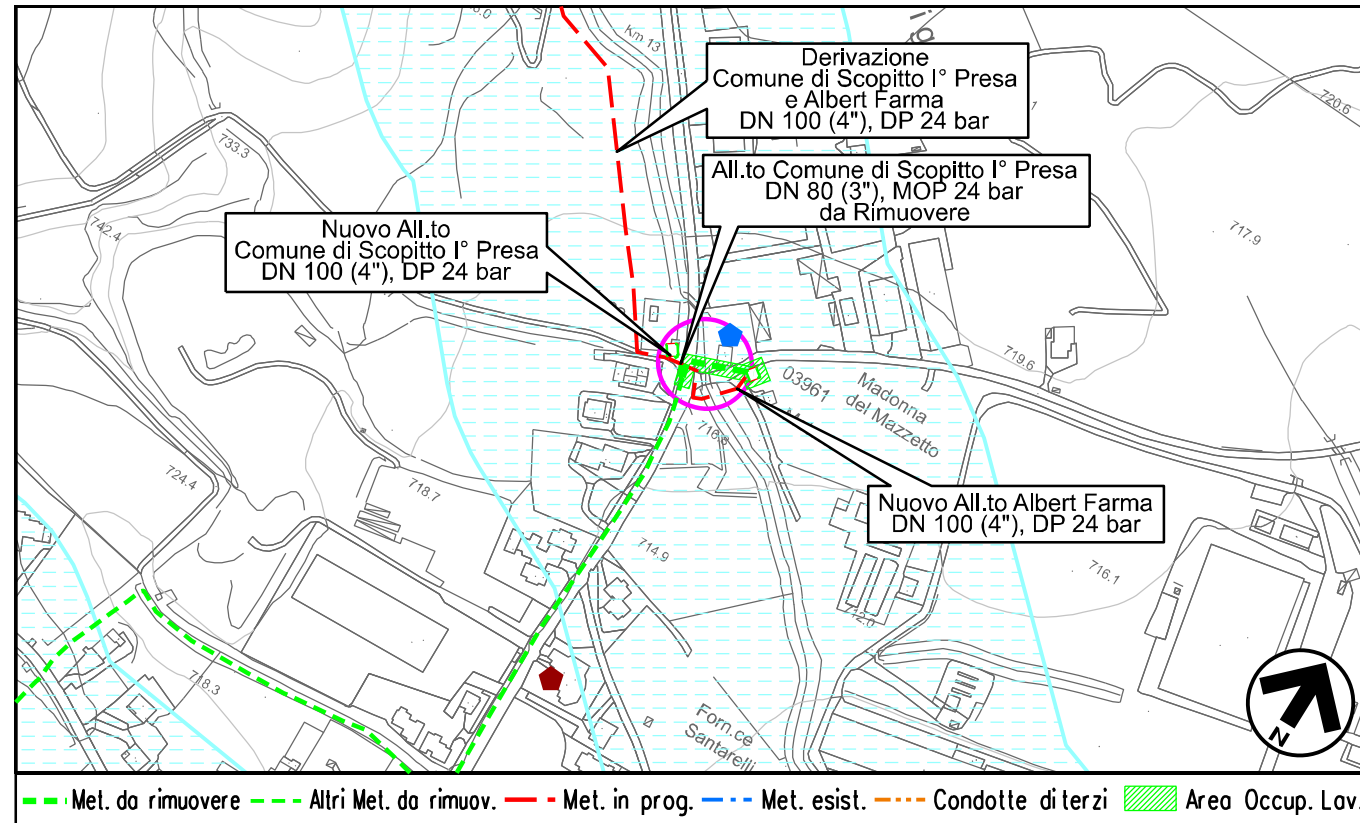 Km 13
720.6
Derivazione
Comune di Scopitto I° Presa
e Albert Farma
DN 100 (4"), DP 24 bar
733.3
All.to Comune di Scopitto I° Presa
DN 80 (3"), MOP 24 bar
da Rimuovere
742.4
Nuovo All.to
Comune di Scopitto I° Presa
DN 100 (4"), DP 24 bar
717.9
719.6
03961
Madonna
del Mazzetto
724.4
718.7
Nuovo All.to Albert Farma
DN 100 (4"), DP 24 bar
714.9
716.1
712.0
718.3
Forn.ce
Santarelli
N
Met. da rimuovere
Altri Met. da rimuov.
Met. in prog.
Met. esist.
Condotte di terzi
Area Occup. Lav.